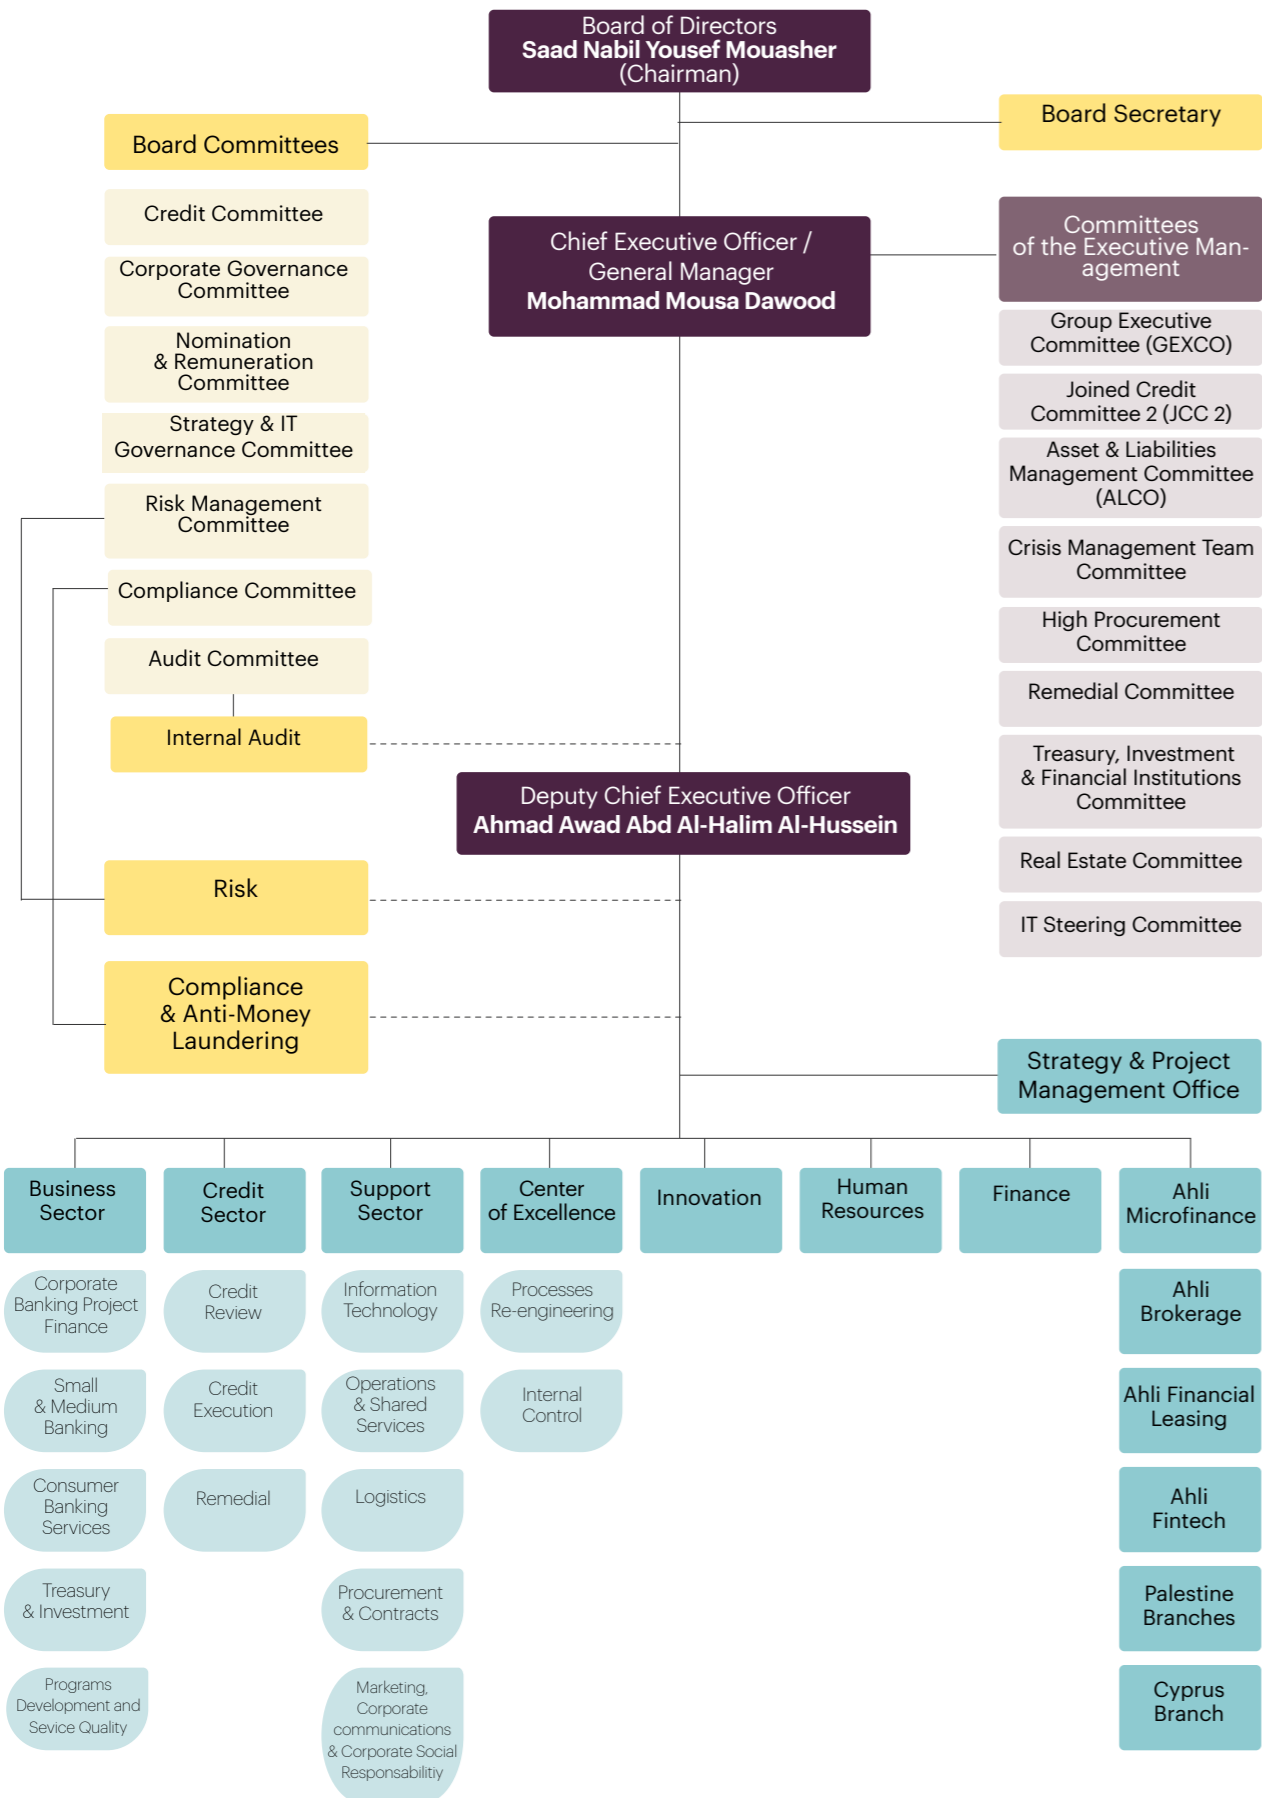 Board of Directors
Saad Nabil Yousef Mouasher
(Chairman)
Board Secretary
Board Committees
Credit Committee
Corporate Governance
Committee
Nomination
& Remuneration
Committee
Strategy & IT
Governance Committee
Risk Management
Committee
Compliance Committee
Audit Committee
Internal Audit
Chief Executive Officer /
General Manager
Mohammad Mousa Dawood
Committees
of the Executive Man-
agement
Group Executive
Committee (GEXCO)
Joined Credit
Committee 2 (JCC 2)
Asset & Liabilities
Management Committee
(ALCO)
Crisis Management Team
Committee
High Procurement
Committee
Remedial Committee
Treasury, Investment
& Financial Institutions
Committee
Real Estate Committee
IT Steering Committee
Deputy Chief Executive Officer
Ahmad Awad Abd Al-Halim Al-Hussein
Risk
Compliance
& Anti-Money
Laundering
Strategy & Project
Management Office
Business
Sector
Corporate
Banking Project
Finance
Small
& Medium
Banking
Consumer
Banking
Services
Treasury
& Investment
Programs
Development and
Sevice Quality
Credit
Sector
Credit
Review
Credit
Execution
Remedial
Support
Sector
Information
Technology
Operations
& Shared
Services
Logistics
Procurement
& Contracts
Marketing,
Corporate
communications
& Corporate Social
Responsabilitiy
Center
of Excellence
Processes
Re-engineering
Internal
Control
Innovation
Human
Resources
Finance
Ahli
Microfinance
Ahli
Brokerage
Ahli Financial
Leasing
Ahli
Fintech
Palestine
Branches
Cyprus
Branch